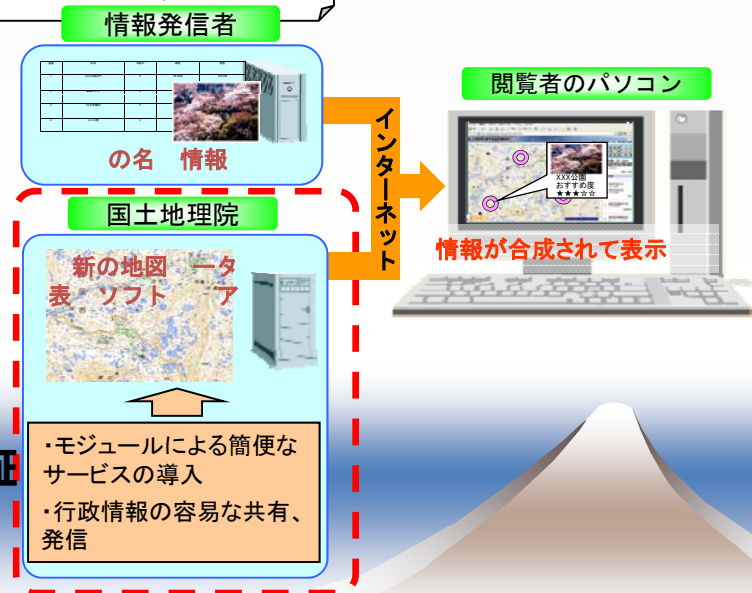 情報発信者
の名 情報
国土地理院
新の地図 ータ
表 ソフト ア
・モジュールによる簡便な
サービスの導入
・行政情報の容易な共有、
発信
インターネット
閲覧者のパソコン
XXX公園
おすすめ度
★★★☆☆
情報が合成されて表示